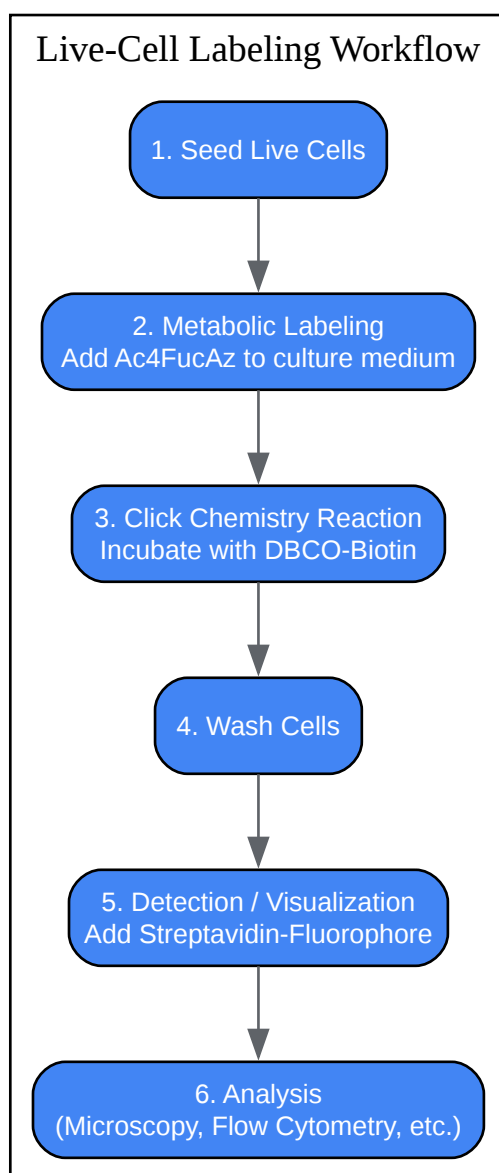 Live-Cell Labeling Workflow
1. Seed Live Cells
2. Metabolic Labeling
Add Ac4FucAz to culture medium
3. Click Chemistry Reaction
Incubate with DBCO-Biotin
4. Wash Cells
5. Detection / Visualization
Add Streptavidin-Fluorophore
6. Analysis
(Microscopy, Flow Cytometry, etc.)